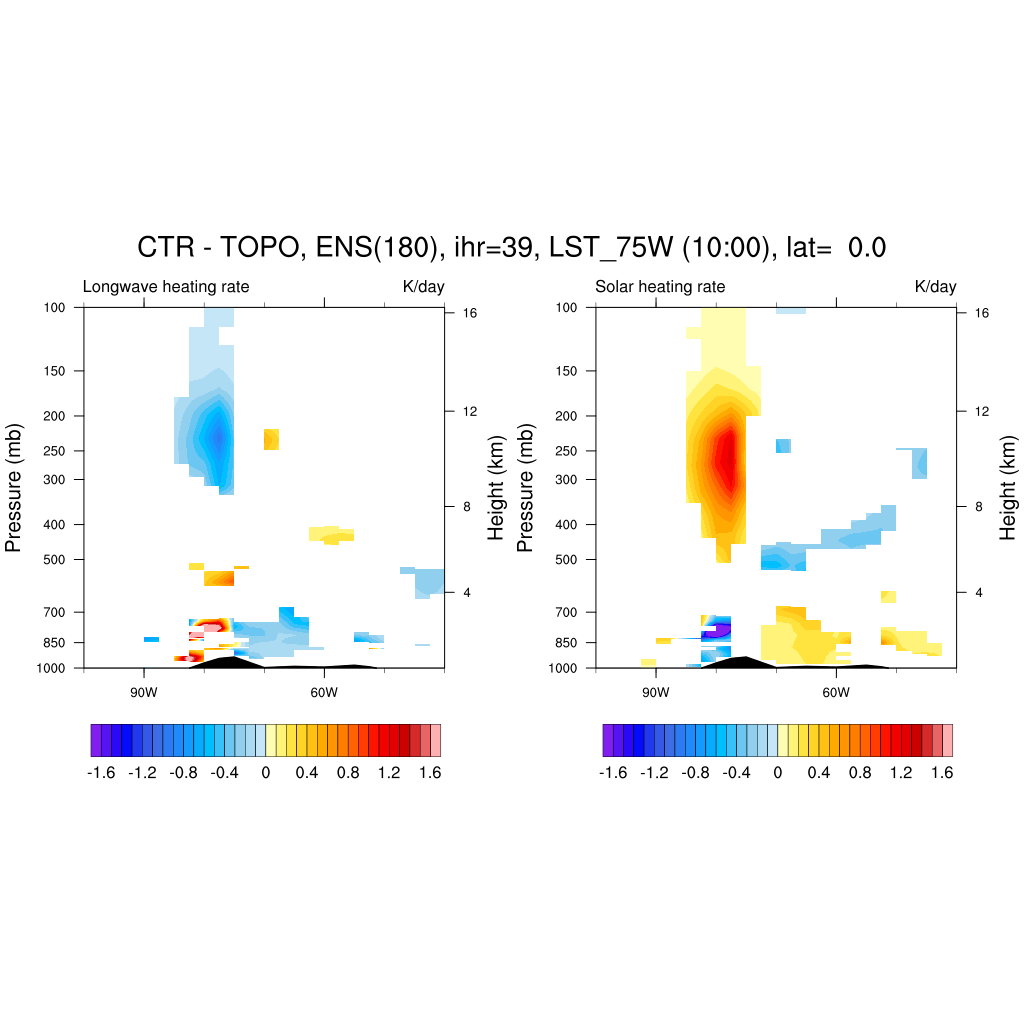 CTR - TOPO, ENS(180), ihr=39, LST_75W (10:00), lat=  0.0
Longwave heating rate K/day
Pressure (mb)
100
150
200
250
300
400
500
700
850
1000
16
12
8
4
Height (km)
90W 60W
-1.6 -1.2 -0.8 -0.4 0 0.4 0.8 1.2 1.6
Solar heating rate K/day
Pressure (mb)
100
150
200
250
300
400
500
700
850
1000
16
12
8
4
Height (km)
90W 60W
-1.6 -1.2 -0.8 -0.4 0 0.4 0.8 1.2 1.6